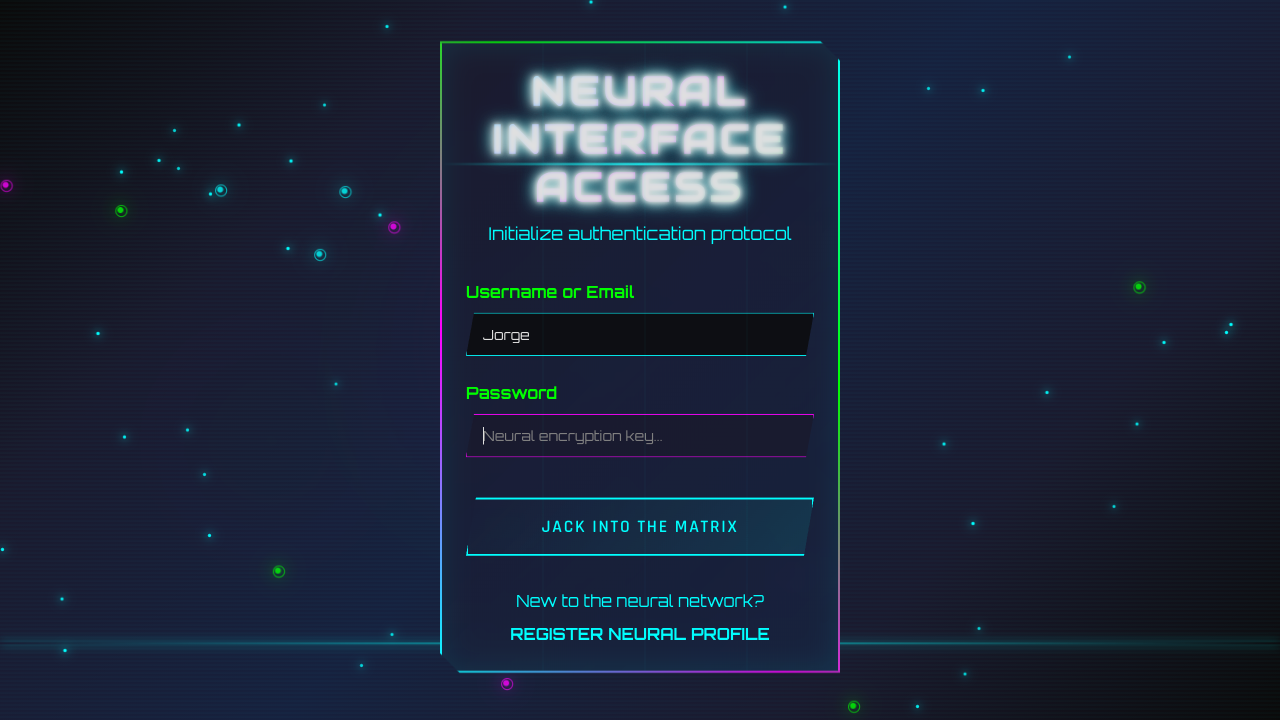 NEURAL
INTERFACE
ACCESS
Initialize authentication protocol
Username or Email
Jorge
Password
Neural encryption key...
JACK INTO THE MATRIX
New to the neural network?
REGISTER NEURAL PROFILE